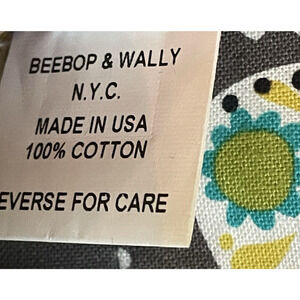 BEEBOP & WALLY
N.Y.C.
MADE IN USA
100% COTTON
EVERSE FOR CARE